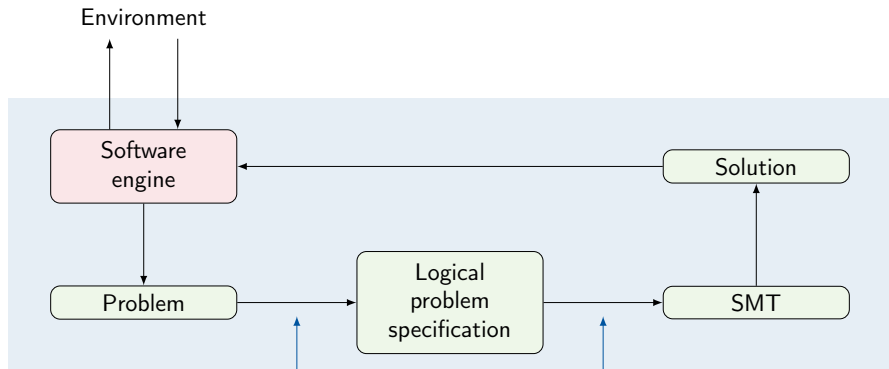 Environment
Software
engine
Solution
Problem
Logical
problem
specification
SMT